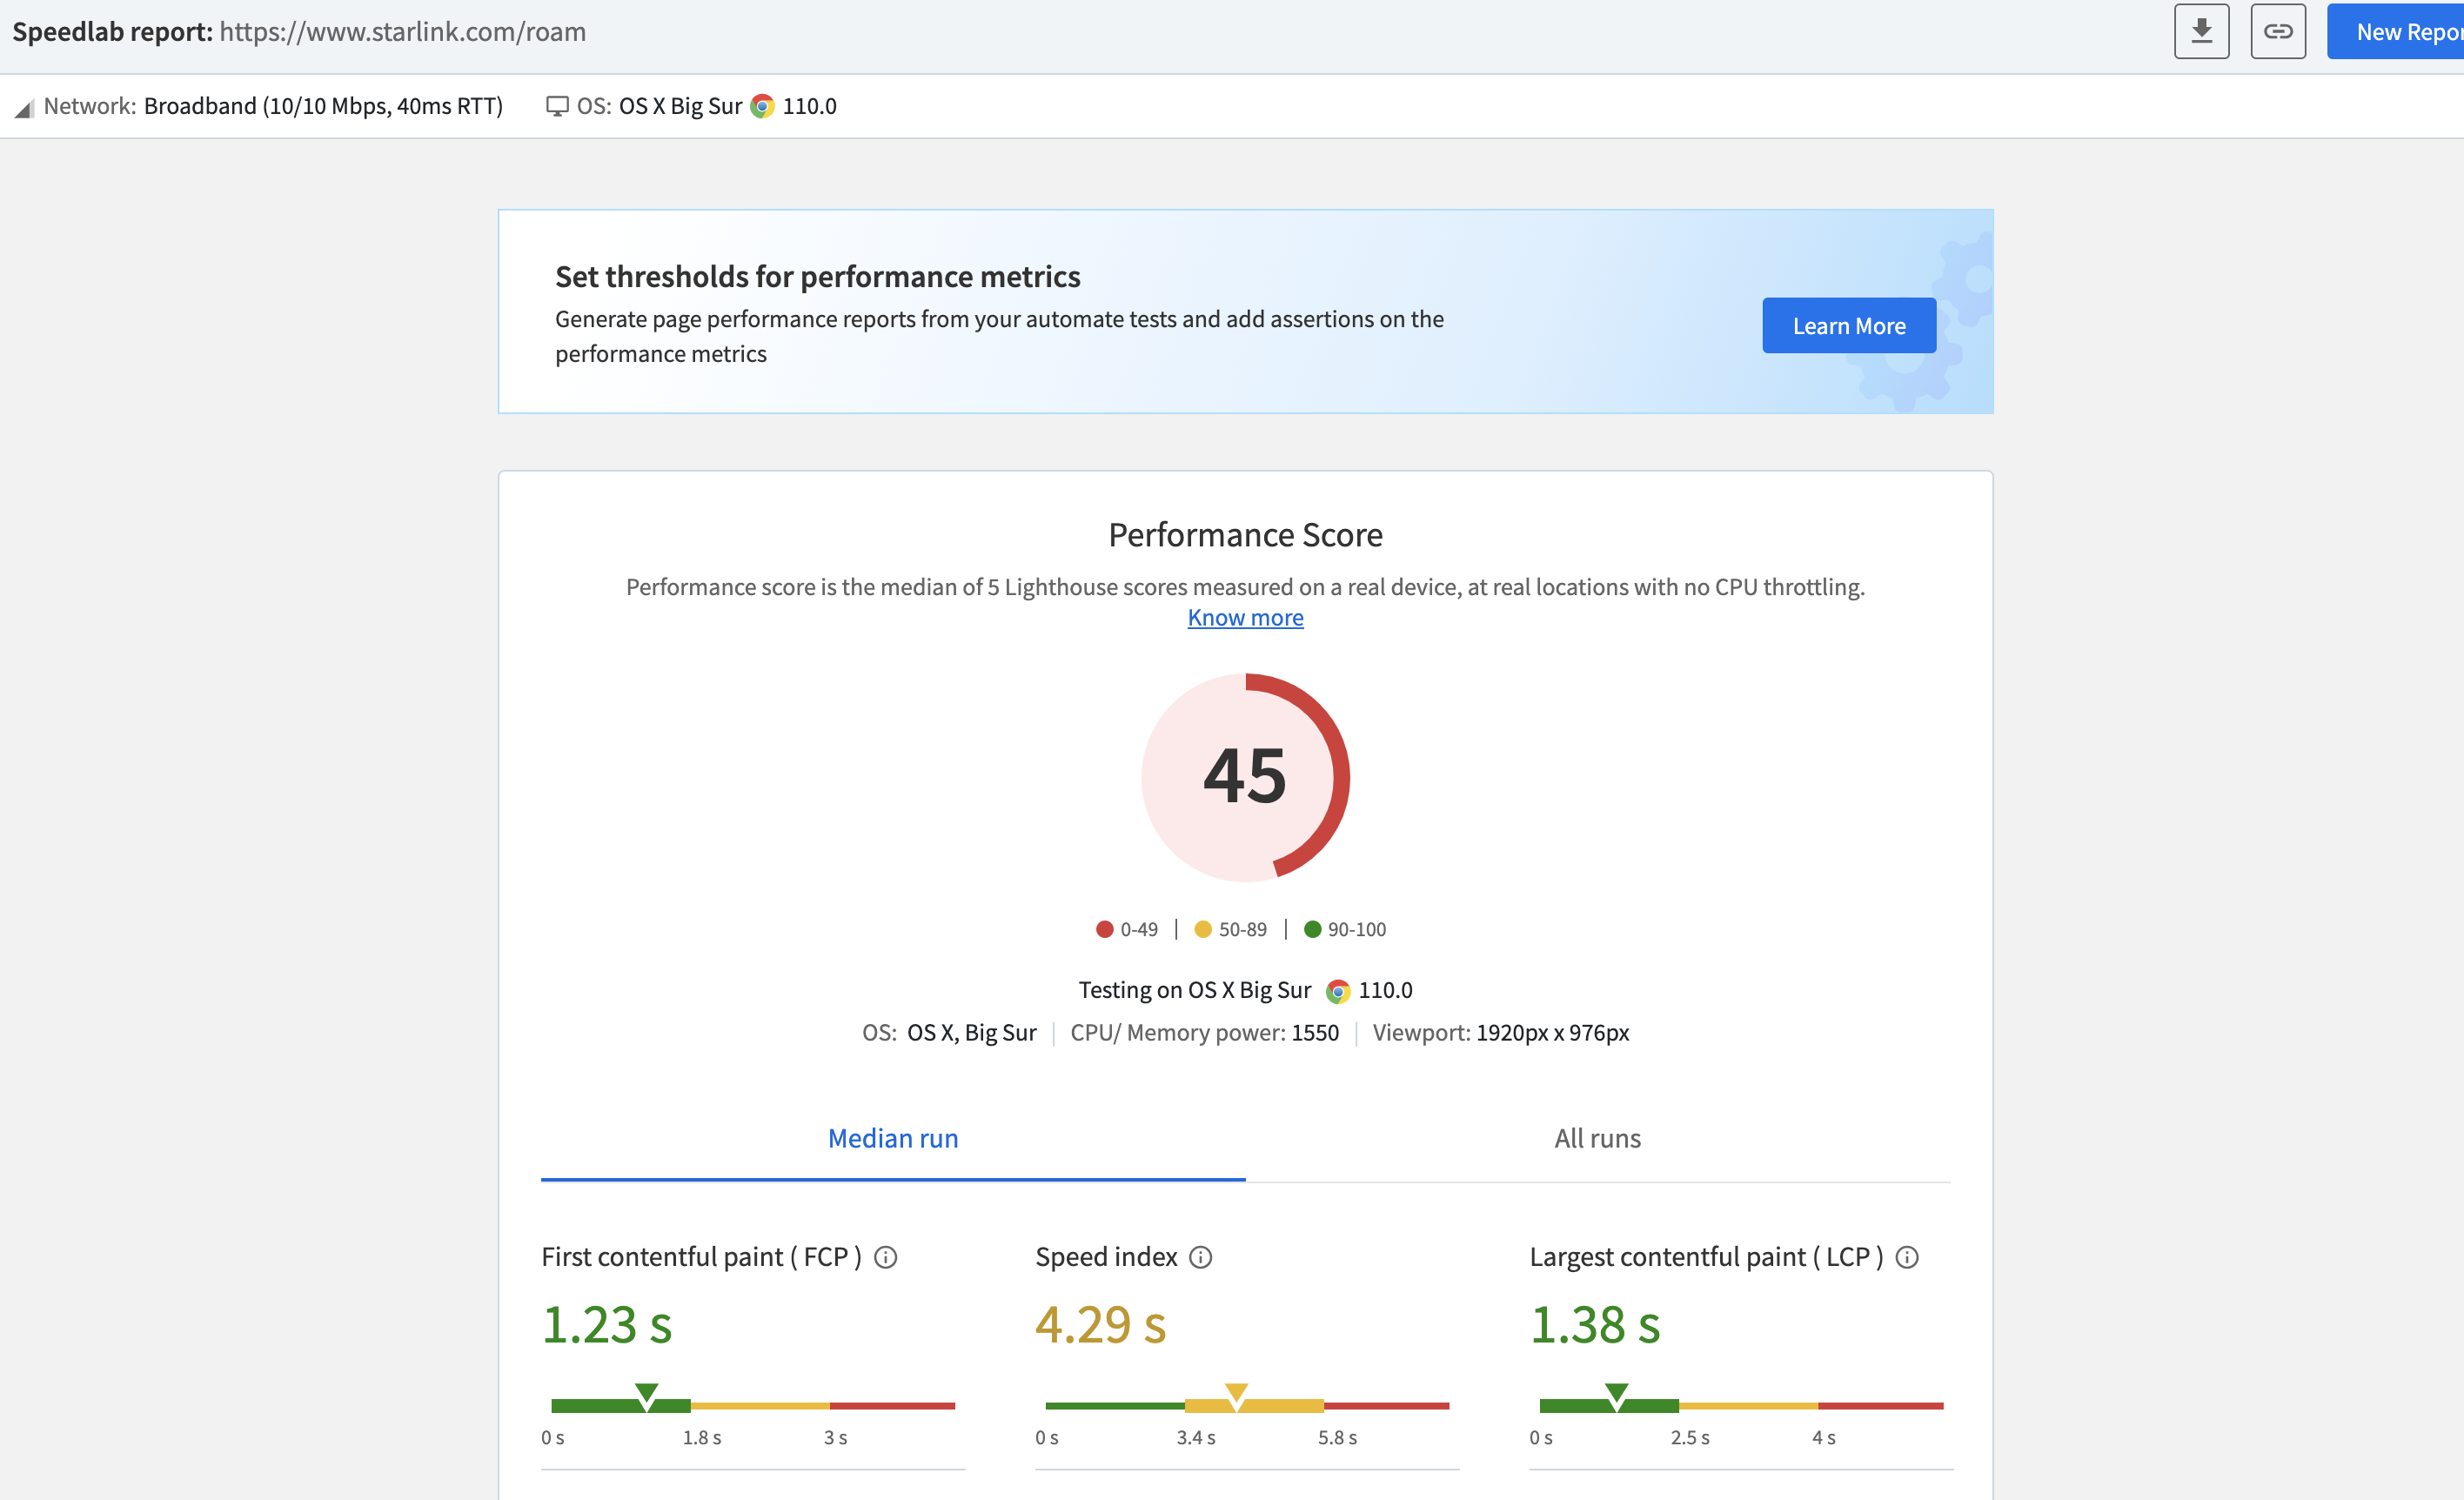 Speedlab report: https://www.starlink.com/roam
New Repor
Network: Broadband (10/10 Mbps, 40ms RTT) OS: OS X Big Sur 110.0
Set thresholds for performance metrics
Generate page performance reports from your automate tests and add assertions on the
performance metrics
Learn More
Performance Score
Performance score is the median of 5 Lighthouse scores measured on a real device, at real locations with no CPU throttling.
Know more
45
0-49 | 50-89 | 90-100
Testing on OS X Big Sur 110.0
OS: OS X, Big Sur | CPU/ Memory power: 1550 | Viewport: 1920px x 976px
Median run
All runs
First contentful paint ( FCP )
1.23 s
0 s 1.8 s 3 s
Speed index
4.29 s
0 s 3.4 s 5.8 s
Largest contentful paint ( LCP )
1.38 s
0 s 2.5 s 4 s